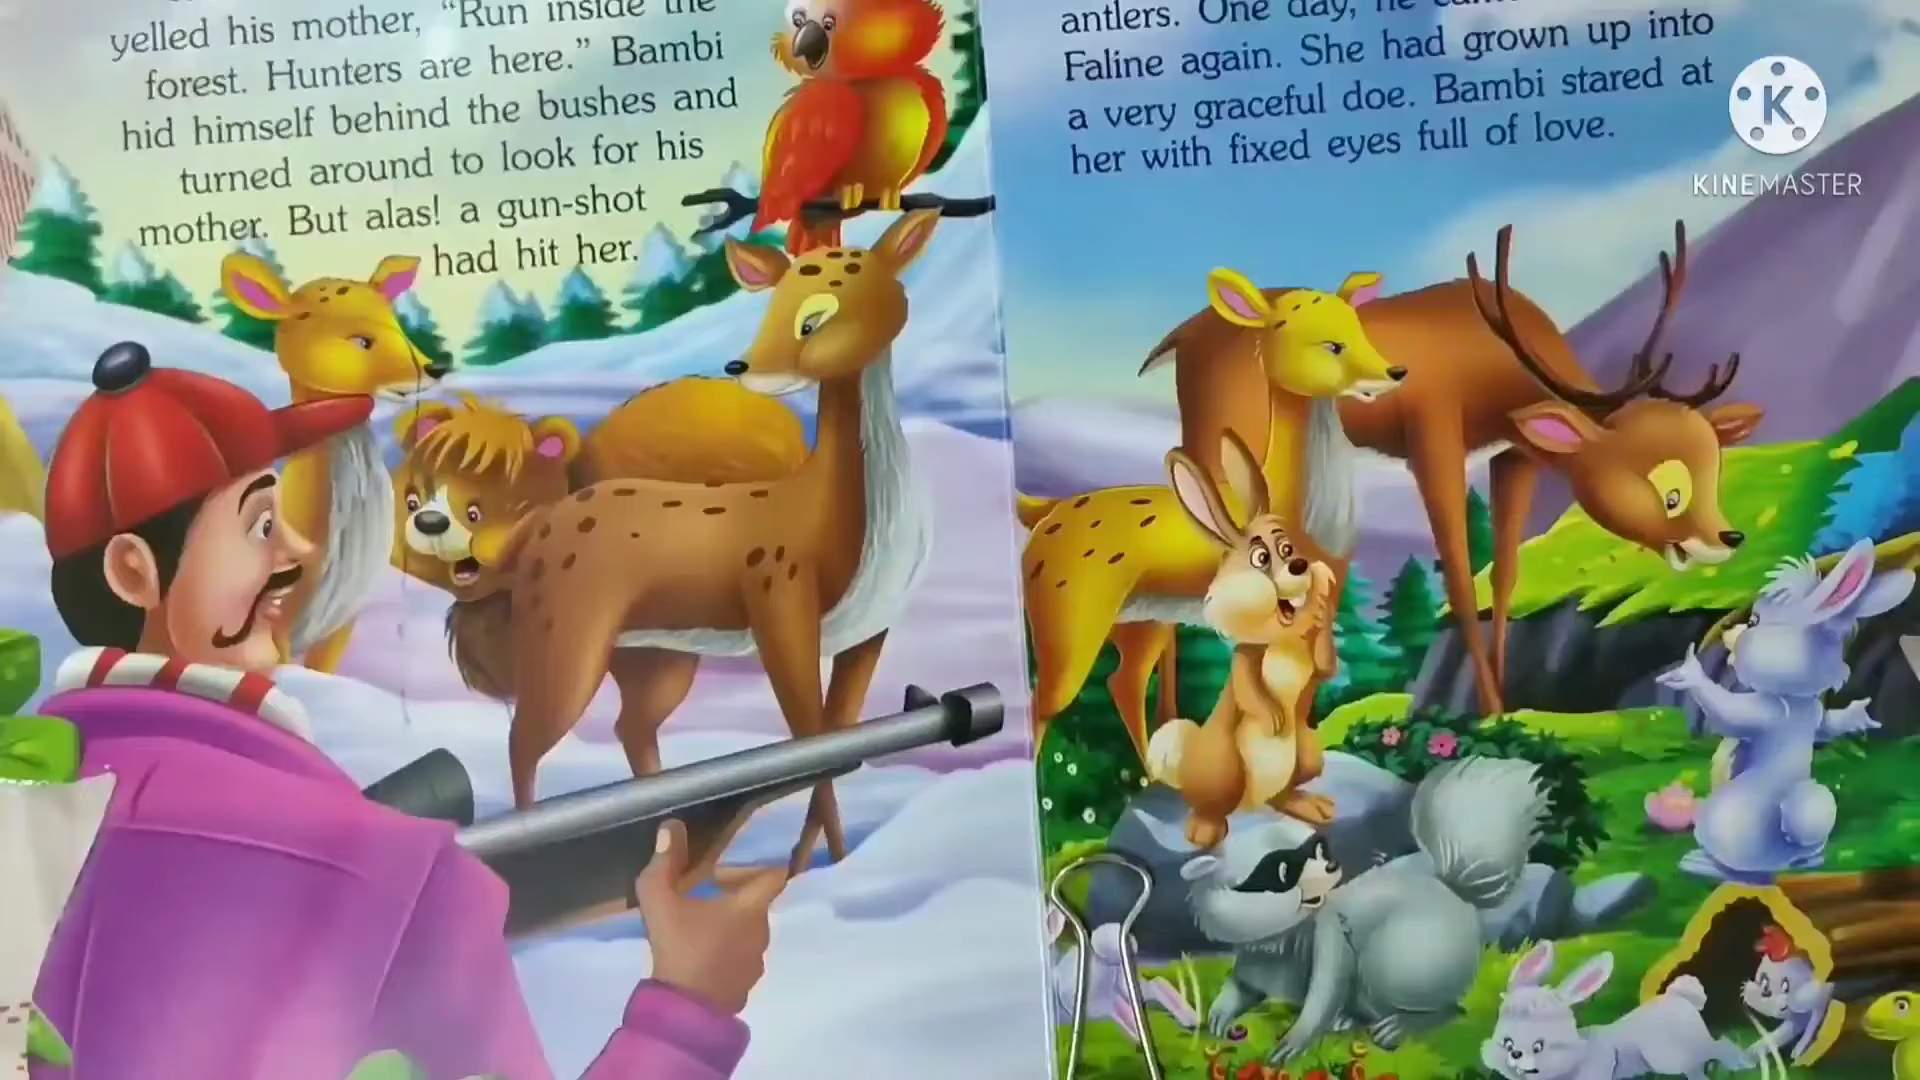 yelled his mother, “Run inside the
forest. Hunters are here.” Bambi
hid himself behind the bushes and
turned around to look for his
mother. But alas! a gun-shot
had hit her.
antlers. One day, he
Faline again. She had grown up into
a very graceful doe. Bambi stared at
her with fixed eyes full of love.
K
KINEMASTER